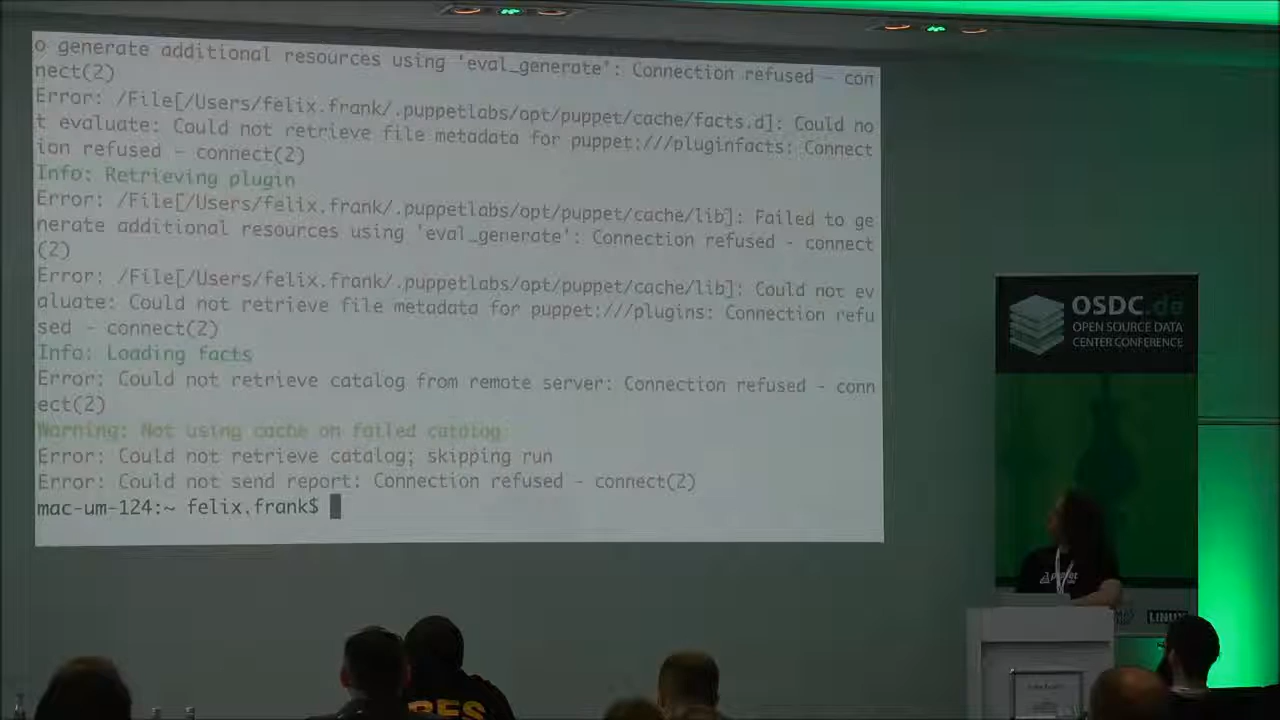 o generate additional resources using 'eval_generate': Connection refused - con
nect(2)
Error: /File[/Users/felix.frank/.puppetlabs/opt/puppet/cache/facts.d]: Could no
t evaluate: Could not retrieve file metadata for puppet:///pluginfacts: Connect
ion refused - connect(2)
Info: Retrieving plugin
Error: /File[/Users/felix.frank/.puppetlabs/opt/puppet/cache/lib]: Failed to ge
nerate additional resources using 'eval_generate': Connection refused - connect
(2)
Error: /File[/Users/felix.frank/.puppetlabs/opt/puppet/cache/lib]: Could not ev
aluate: Could not retrieve file metadata for puppet:///plugins: Connection refu
sed - connect(2)
Info: Loading facts
Error: Could not retrieve catalog from remote server: Connection refused - conn
ect(2)
Warning: Not using cache on failed catalog
Error: Could not retrieve catalog; skipping run
Error: Could not send report: Connection refused - connect(2)
mac-um-124:~ felix.frank$
OSDC.de
OPEN SOURCE DATA
CENTER CONFERENCE
LINUX